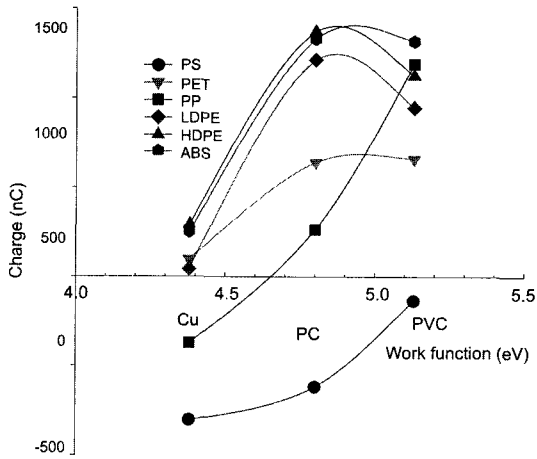 1500
PS
PET
PP
LDPE
HDPE
ABS
1000
Charge (nC)
500
4.0
4.5
5.0
5.5
Cu
PC
PVC
0
Work function (eV)
-500